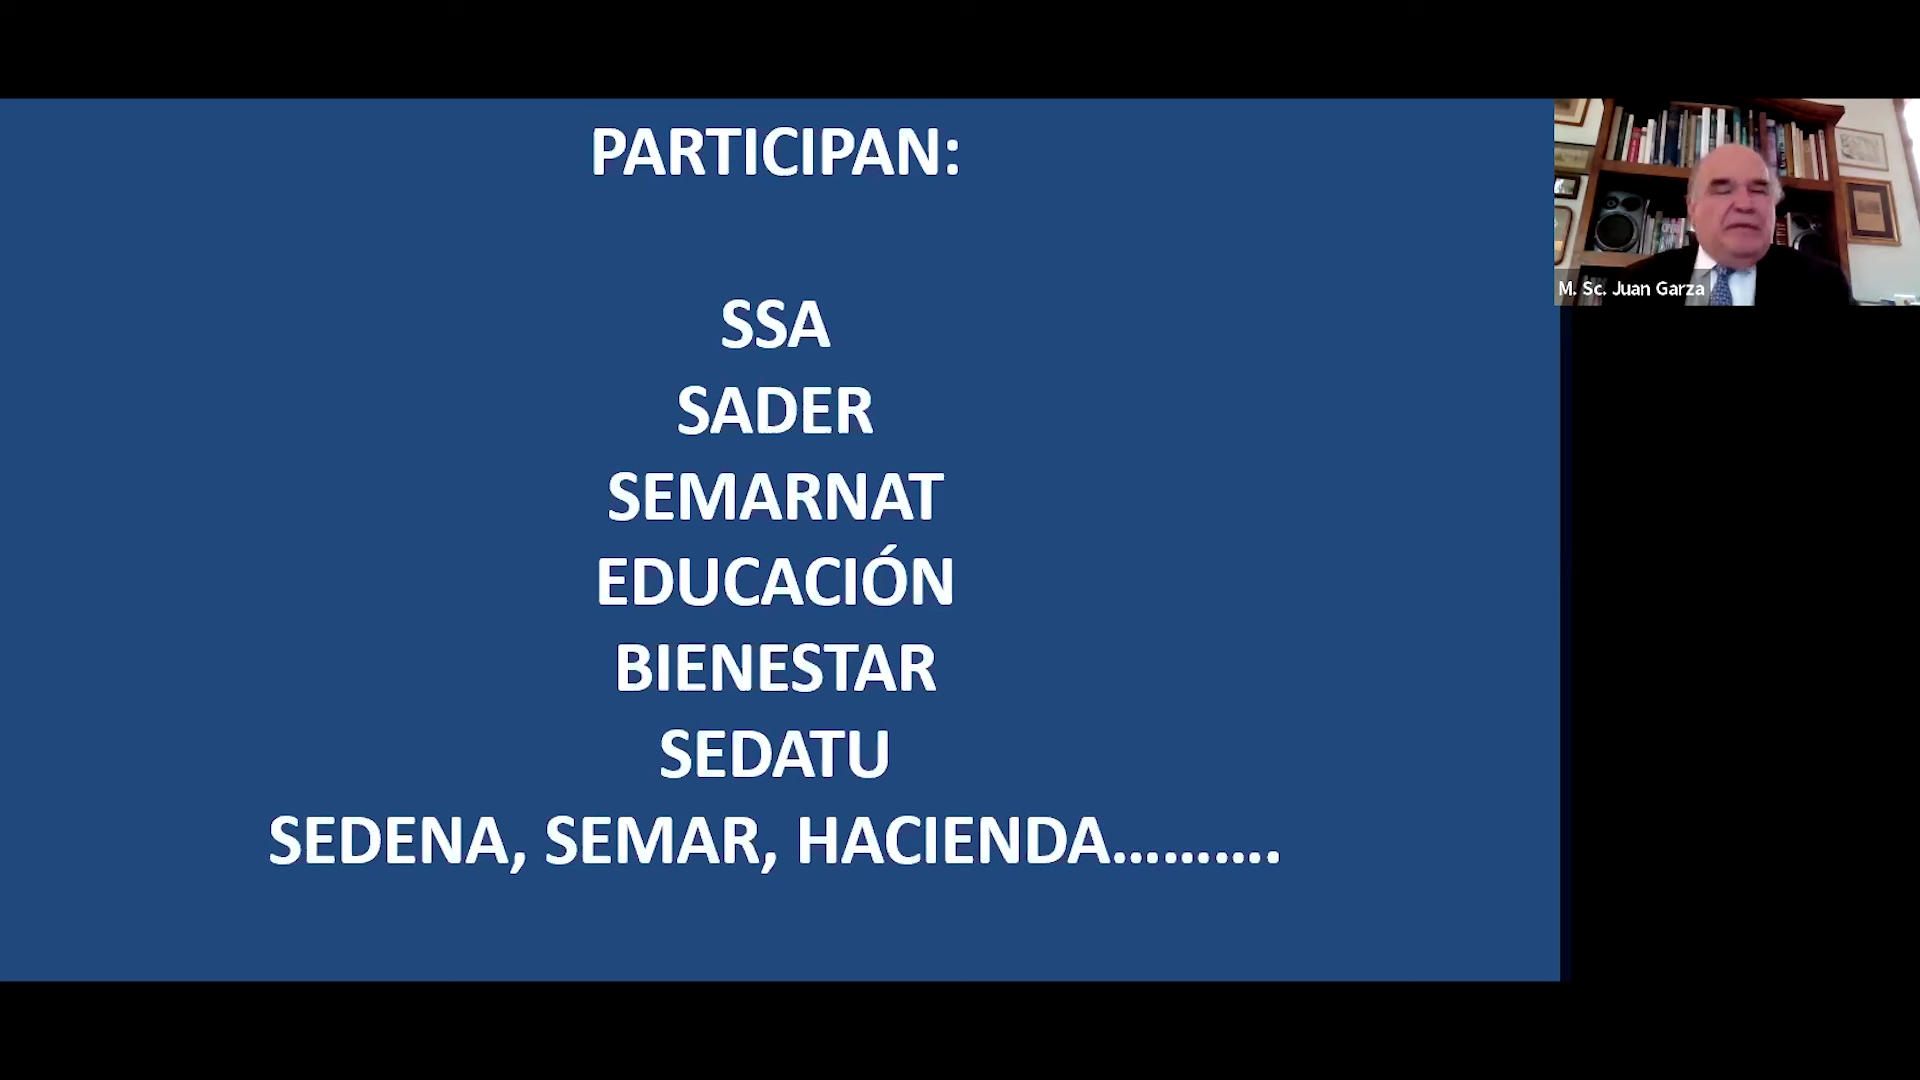 PARTICIPAN:
SSA
SADER
SEMARNAT
EDUCACIÓN
BIENESTAR
SEDATU
SEDENA, SEMAR, HACIENDA……….
M. Sc. Juan Garza